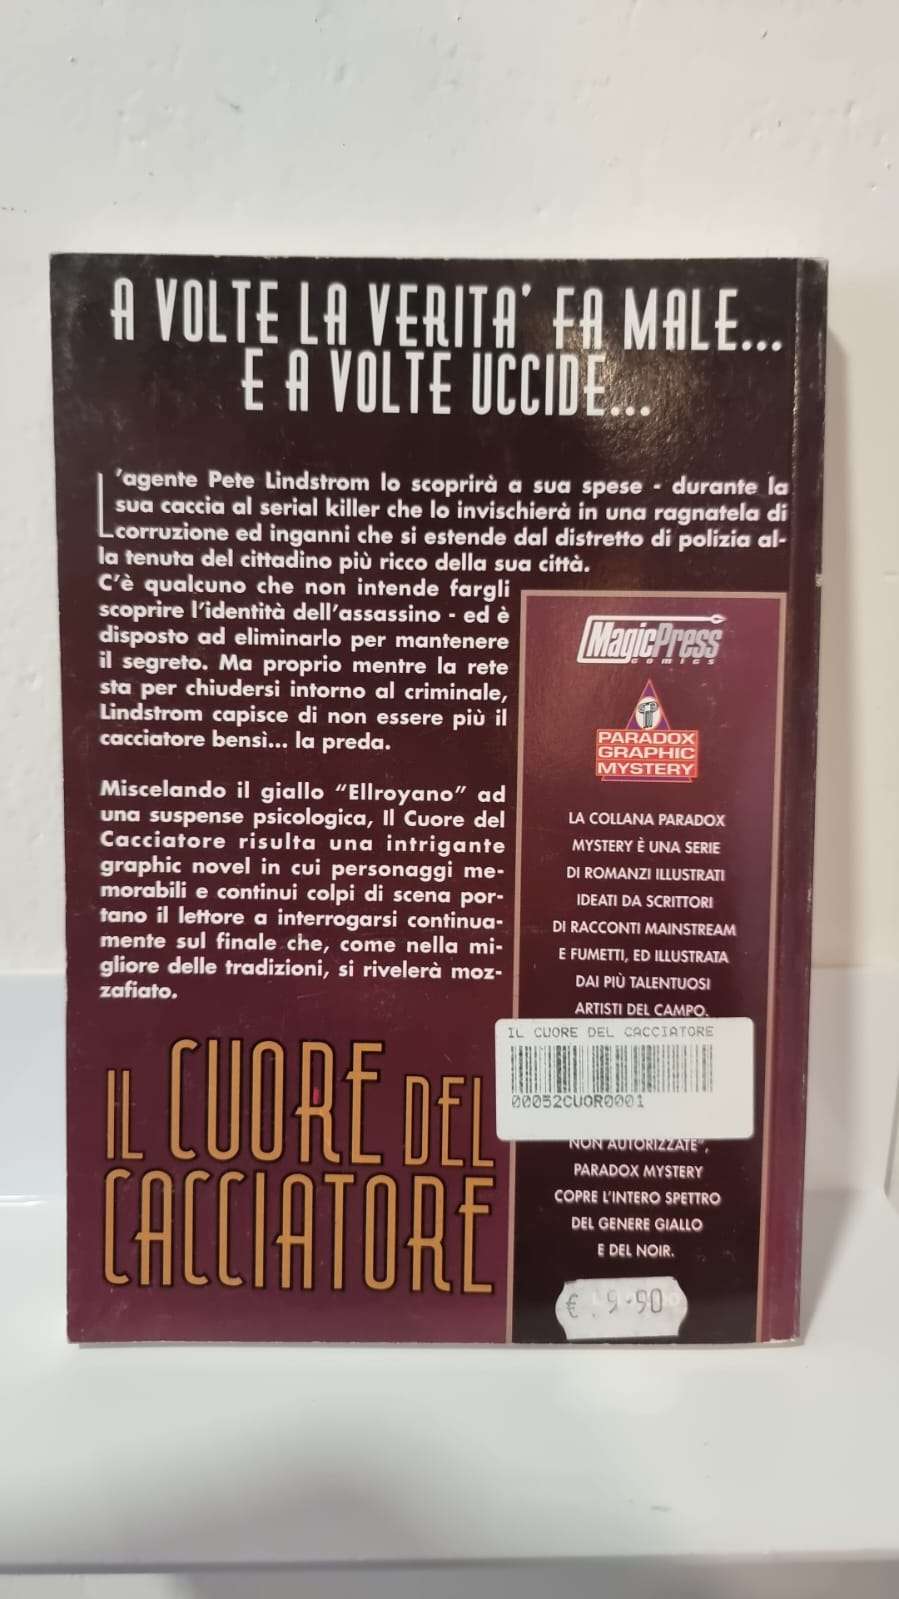 A VOLTE LA VERITA' FA MALE...
E A VOLTE UCCIDE...
L'agente Pete Lindstrom lo scoprirà a sua spese - durante la
sua caccia al serial killer che lo invischierà in una ragnatela di
corruzione ed inganni che si estende dal distretto di polizia al-
la tenuta del cittadino più ricco della sua città.
C'è qualcuno che non intende fargli
scoprire l'identità dell'assassino - ed è
disposto ad eliminarlo per mantenere
il segreto. Ma proprio mentre la rete
sta per chiudersi intorno al criminale,
Lindstrom capisce di non essere più il
cacciatore bensì... la preda.
Miscelando il giallo "Ellroyano" ad
una suspense psicologica, Il Cuore del
Cacciatore risulta una intrigante
graphic novel in cui personaggi me-
morabili e continui colpi di scena por-
tano il lettore a interrogarsi continua-
mente sul finale che, come nella mi-
gliore delle tradizioni, si rivelerà moz-
zafiato.
IL CUORE DEL
CACCIATORE
MagicPress
comics
PARADOX
GRAPHIC
MYSTERY
LA COLLANA PARADOX
MYSTERY È UNA SERIE
DI ROMANZI ILLUSTRATI
IDEATI DA SCRITTORI
DI RACCONTI MAINSTREAM
E FUMETTI, ED ILLUSTRATA
DAI PIÙ TALENTUOSI
ARTISTI DEL CAMPO.
IL CUORE DEL CACCIATORE
00052CUOR0001
NON AUTORIZZATE",
PARADOX MYSTERY
COPRE L'INTERO SPETTRO
DEL GENERE GIALLO
E DEL NOIR.
€ 9.90